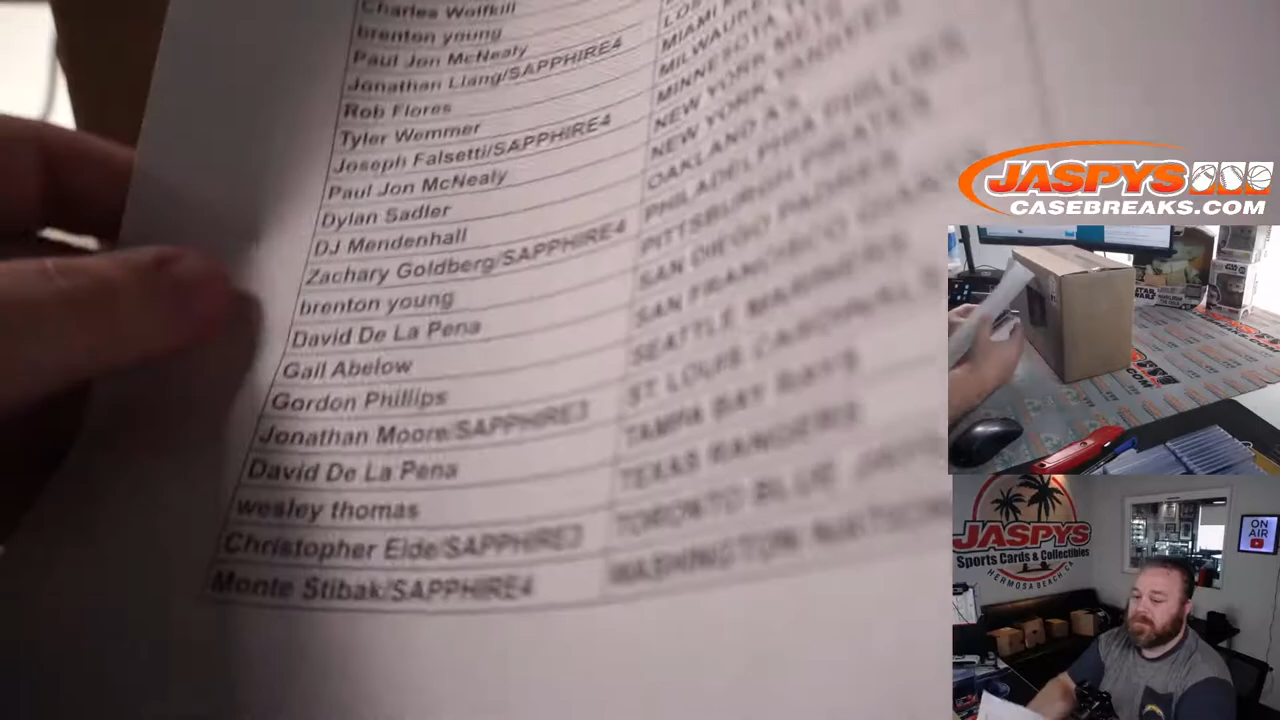 Charles Wolfkill
brenton young
Paul Jon McNealy
Jonathan Liang/SAPPHIRE4 MIAMI
Rob Flores MILWAUKEE
Tyler Wemmer MINNESOTA
Joseph Falsetti/SAPPHIRE4 NEW YORK METS
Paul Jon McNealy NEW YORK YANKEES
Dylan Sadler OAKLAND A'S
DJ Mendenhall PHILADELPHIA PHILLIES
Zachary Goldberg/SAPPHIRE4 PITTSBURGH PIRATES
brenton young SAN DIEGO PADRES
David De La Pena SAN FRANCISCO
Gail Abelow SEATTLE MARINERS
Gordon Phillips ST LOUIS CARDINALS
Jonathan Moore/SAPPHIRE3 TAMPA BAY RAYS
David De La Pena TEXAS RANGERS
wesley thomas TORONTO BLUE JAYS
Christopher Eide/SAPPHIRE3 WASHINGTON NATIONALS
Monte Stibak/SAPPHIRE4
JASPYS
CASEBREAKS.COM
STAR WARS
.COM
JASPYS
Sports Cards & Collectibles
HERMOSA BEACH CA
ON
AIR